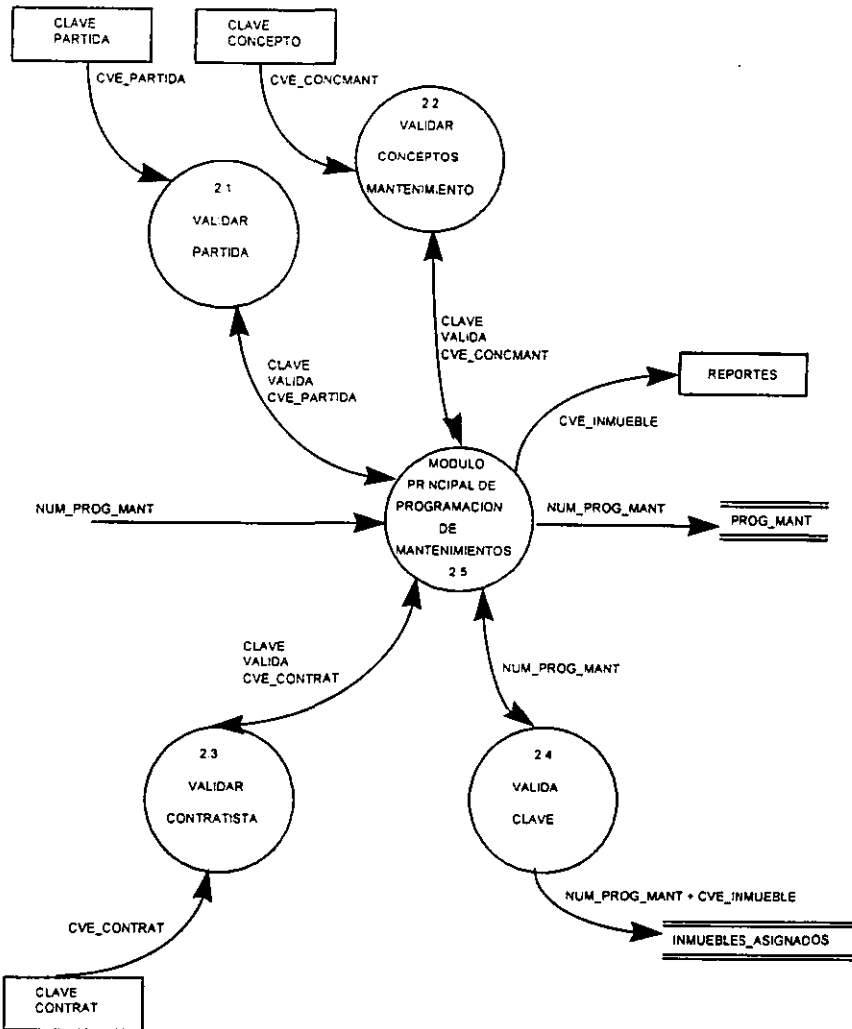 CLAVE
PARTIDA
CLAVE
CONCEPTO
CVE_PARTIDA
CVE_CONCMANT
2.2
VALIDAR
CONCEPTOS
MANTENIMIENTO
2.1
VALIDAR
PARTIDA
CLAVE
VALIDA
CVE_CONCMANT
CLAVE
VALIDA
CVE_PARTIDA
REPORTES
CVE_INMUEBLE
MODULO
PRINCIPAL DE
PROGRAMACION
DE
MANTENIMIENTOS
2.5
NUM_PROG_MANT
NUM_PROG_MANT
PROG_MANT
CLAVE
VALIDA
CVE_CONTRAT
NUM_PROG_MANT
2.3
VALIDAR
CONTRATISTA
2.4
VALIDA
CLAVE
NUM_PROG_MANT + CVE_INMUEBLE
INMUEBLES_ASIGNADOS
CVE_CONTRAT
CLAVE
CONTRAT